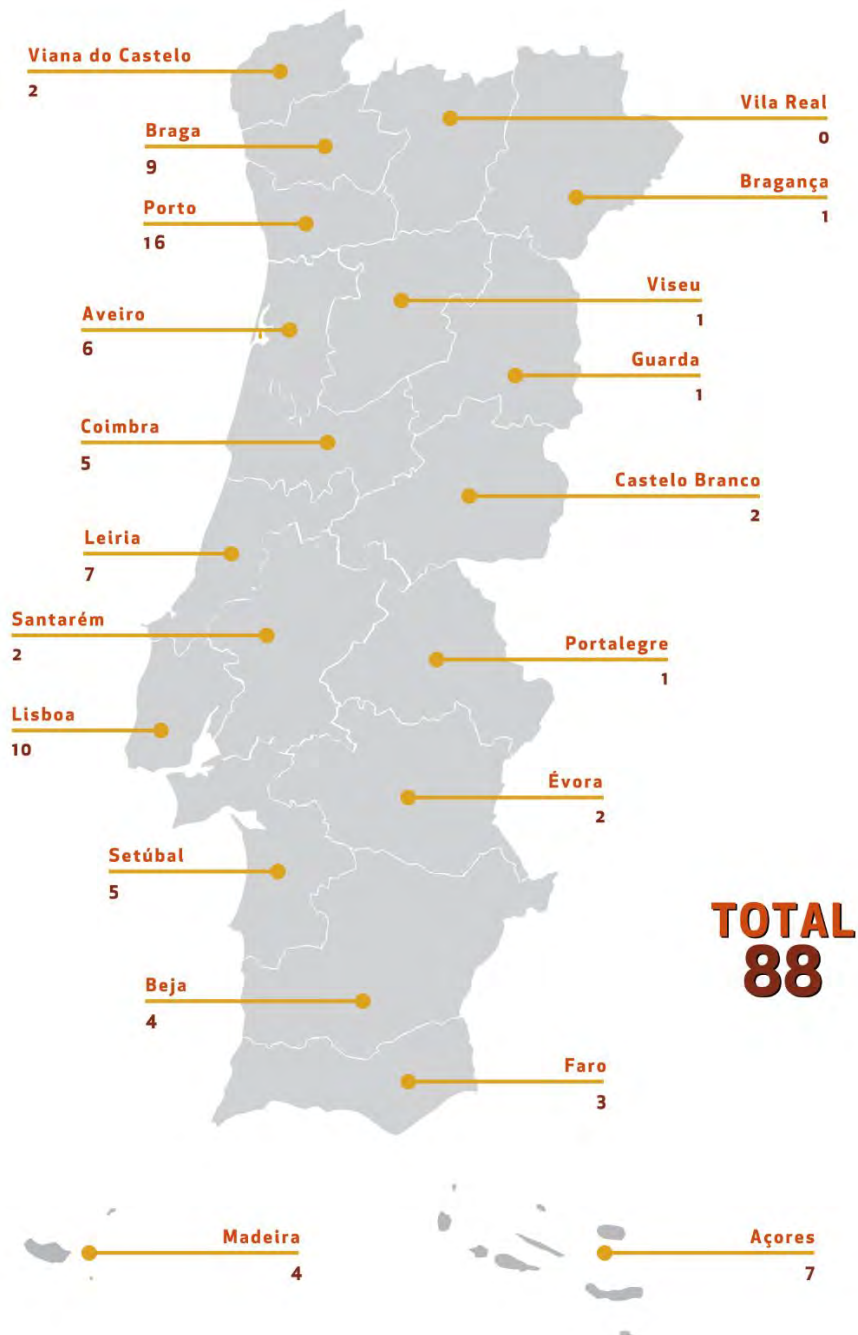 Viana do Castelo
2
Vila Real
0
Braga
9
Bragança
1
Porto
16
Viseu
1
Aveiro
6
Guarda
1
Coimbra
5
Castelo Branco
2
Leiria
7
Santarém
2
Portalegre
1
Lisboa
10
Évora
2
Setúbal
5
TOTAL
88
Beja
4
Faro
3
Madeira
4
Açores
7